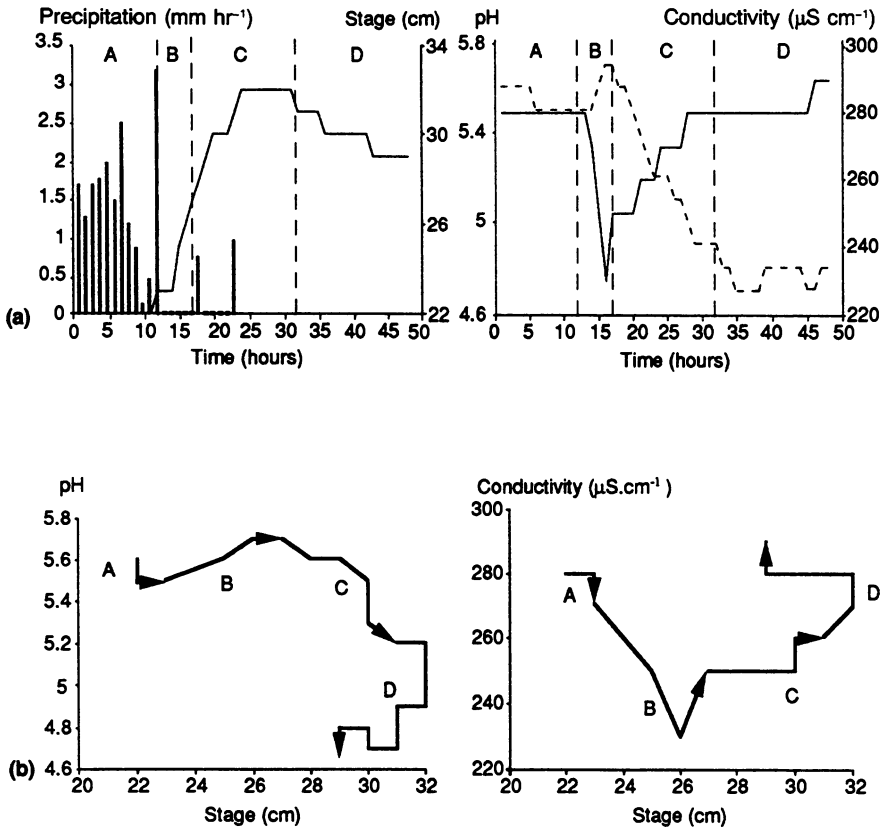 Precipitation (mm hr⁻¹) Stage (cm)
3.5 3 2.5 2 1.5 1 0.5 0
A B C D
34 30 26 22
0 5 10 15 20 25 30 35 40 45 50
Time (hours)
(a)
pH Conductivity (µS cm⁻¹)
5.8 5.4 5 4.6
A B C D
300 280 260 240 220
0 5 10 15 20 25 30 35 40 45 50
Time (hours)
pH
5.8 5.6 5.4 5.2 5 4.8 4.6
A B C D
20 22 24 26 28 30 32
Stage (cm)
(b)
Conductivity (µS.cm⁻¹)
300 280 260 240 220
A B C D
20 22 24 26 28 30 32
Stage (cm)